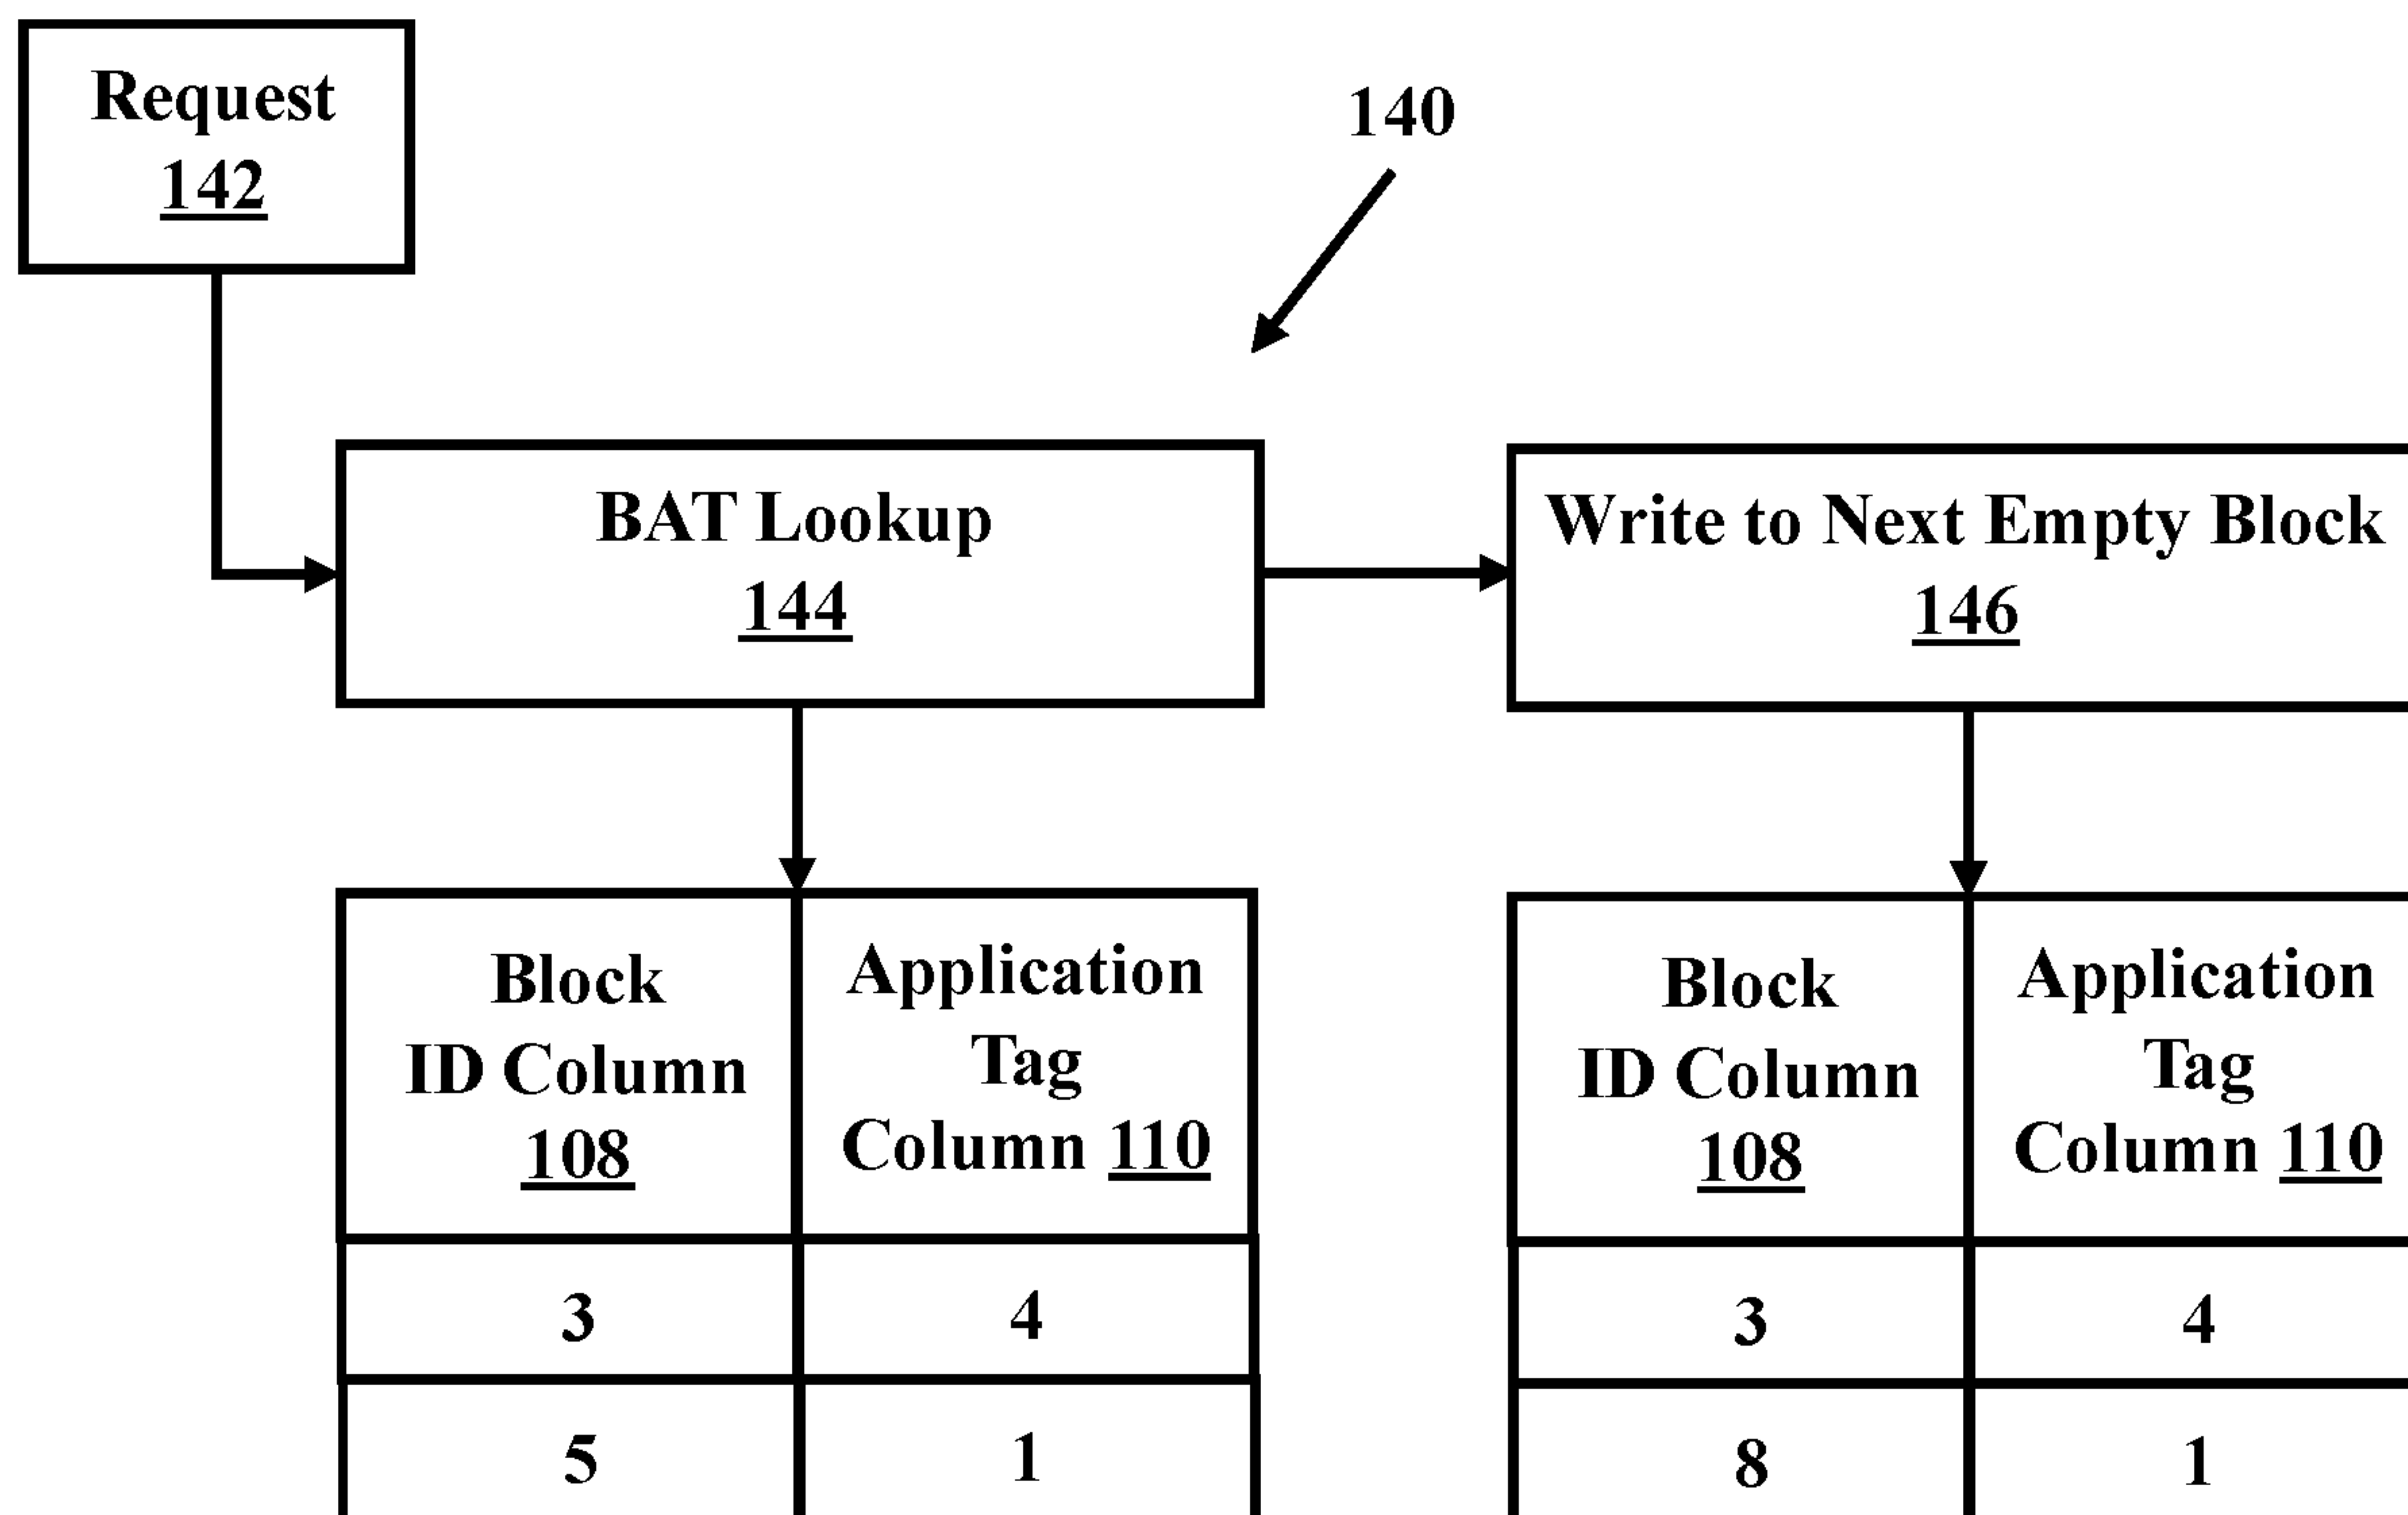 Request
142
140
BAT Lookup
144
Write to Next Empty Block
146
Block
ID Column
108
Application
Tag
Column 110
3
4
5
1
Block
ID Column
108
Application
Tag
Column 110
3
4
8
1